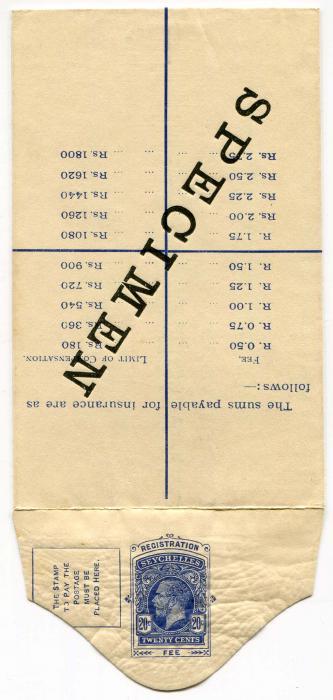 SPECIMEN
The sums payable for insurance are as
follows:—
FEE. LIMIT OF COMPENSATION.
R. 0.50 ... ... ... Rs. 180
R. 0.75 ... ... ... Rs. 360
R. 1.00 ... ... ... Rs. 540
R. 1.25 ... ... ... Rs. 720
R. 1.50 ... ... ... Rs. 900
R. 1.75 ... ... ... Rs. 1080
Rs. 2.00 ... ... ... Rs. 1260
Rs. 2.25 ... ... ... Rs. 1440
Rs. 2.50 ... ... ... Rs. 1620
Rs. 2.75 ... ... ... Rs. 1800
THE STAMP
TO PAY THE
POSTAGE
MUST BE
PLACED HERE.
REGISTRATION
SEYCHELLES
20c 20c
TWENTY CENTS
FEE